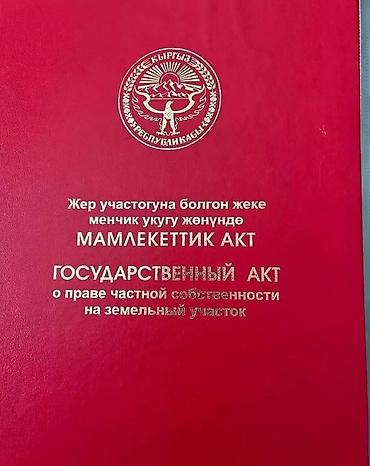 КЫРГЫЗ
РЕСПУБЛИКАСЫ
Жер участогуна болгон жеке
менчик укугу жөнүндө
МАМЛЕКЕТТИК АКТ
ГОСУДАРСТВЕННЫЙ АКТ
о праве частной собственности
на земельный участок